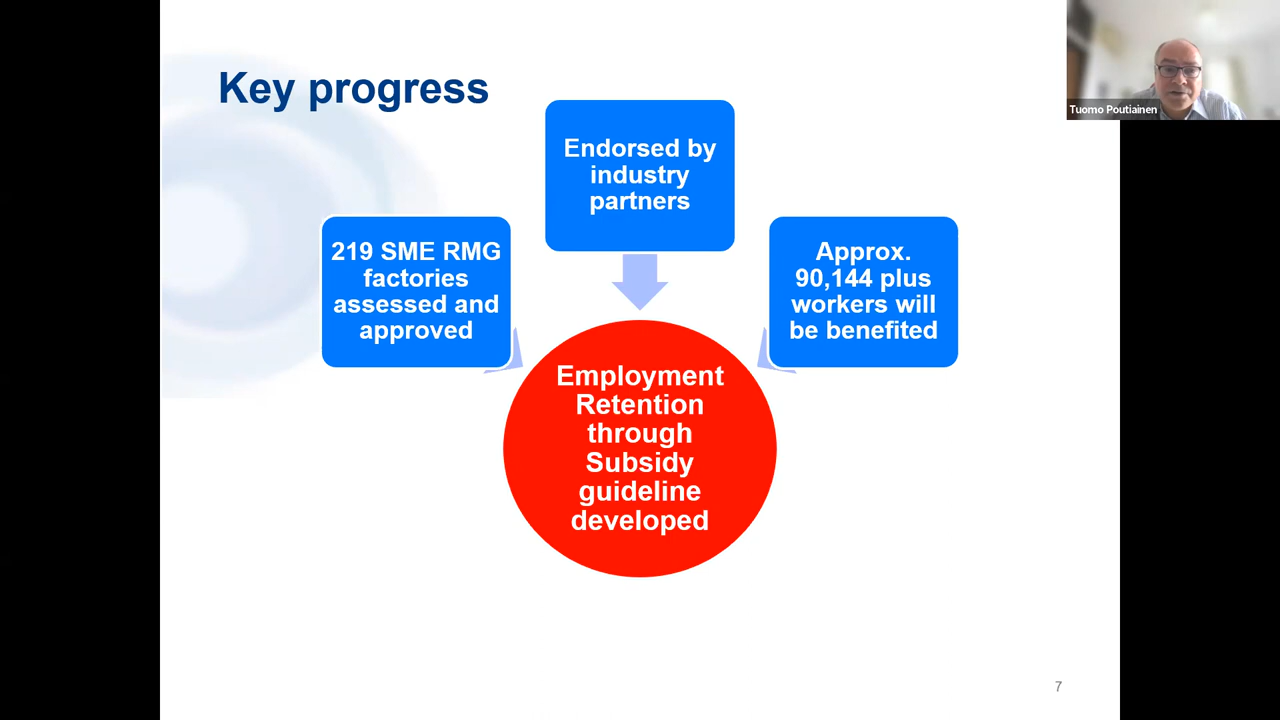 Key progress
Tuomo Poutiainen
Endorsed by
industry
partners
219 SME RMG
factories
assessed and
approved
Approx.
90,144 plus
workers will
be benefited
Employment
Retention
through
Subsidy
guideline
developed
7